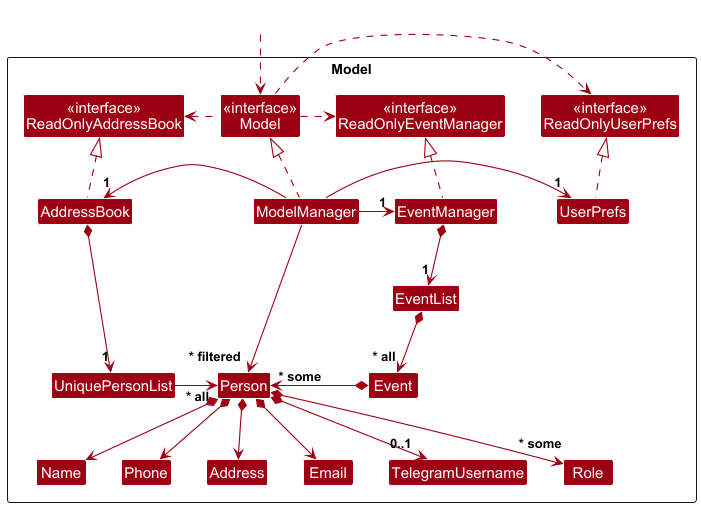 Model
«interface»
ReadOnlyAddressBook
«interface»
Model
«interface»
ReadOnlyEventManager
«interface»
ReadOnlyUserPrefs
1
1
1
AddressBook
ModelManager
EventManager
UserPrefs
1
EventList
1
* filtered
* all
UniquePersonList
Person
* some
Event
* all
0..1
* some
Name
Phone
Address
Email
TelegramUsername
Role